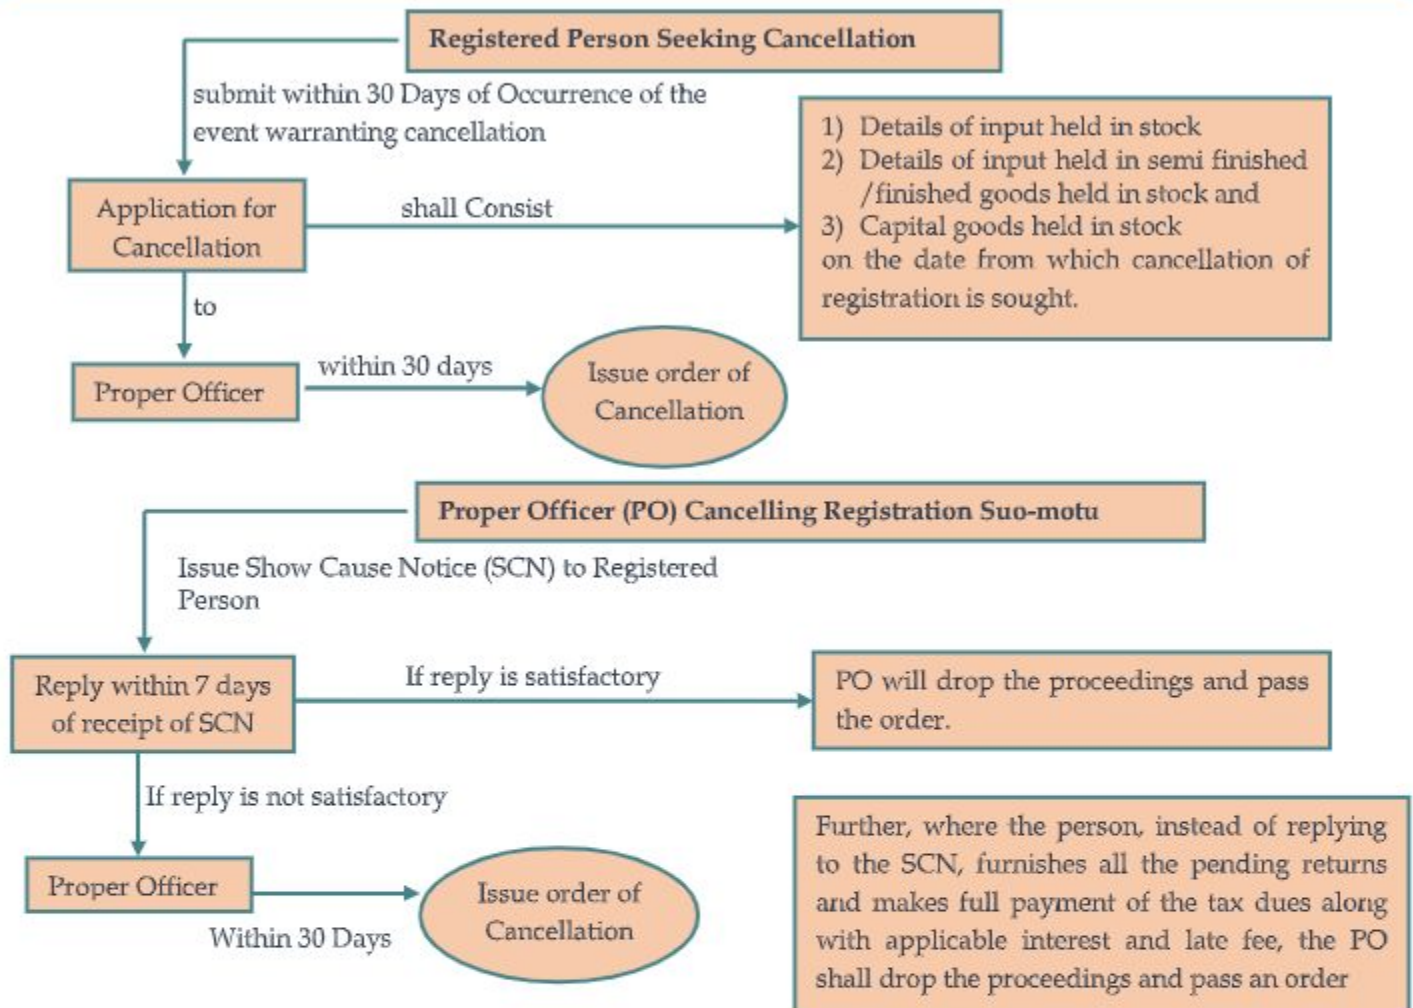 Registered Person Seeking Cancellation
submit within 30 Days of Occurrence of the
event warranting cancellation
Application for
Cancellation
shall Consist
1) Details of input held in stock
2) Details of input held in semi finished
/finished goods held in stock and
3) Capital goods held in stock
on the date from which cancellation of
registration is sought.
to
Proper Officer
within 30 days
Issue order of
Cancellation
Proper Officer (PO) Cancelling Registration Suo-motu
Issue Show Cause Notice (SCN) to Registered
Person
Reply within 7 days
of receipt of SCN
If reply is satisfactory
PO will drop the proceedings and pass
the order.
If reply is not satisfactory
Proper Officer
Within 30 Days
Issue order of
Cancellation
Further, where the person, instead of replying
to the SCN, furnishes all the pending returns
and makes full payment of the tax dues along
with applicable interest and late fee, the PO
shall drop the proceedings and pass an order